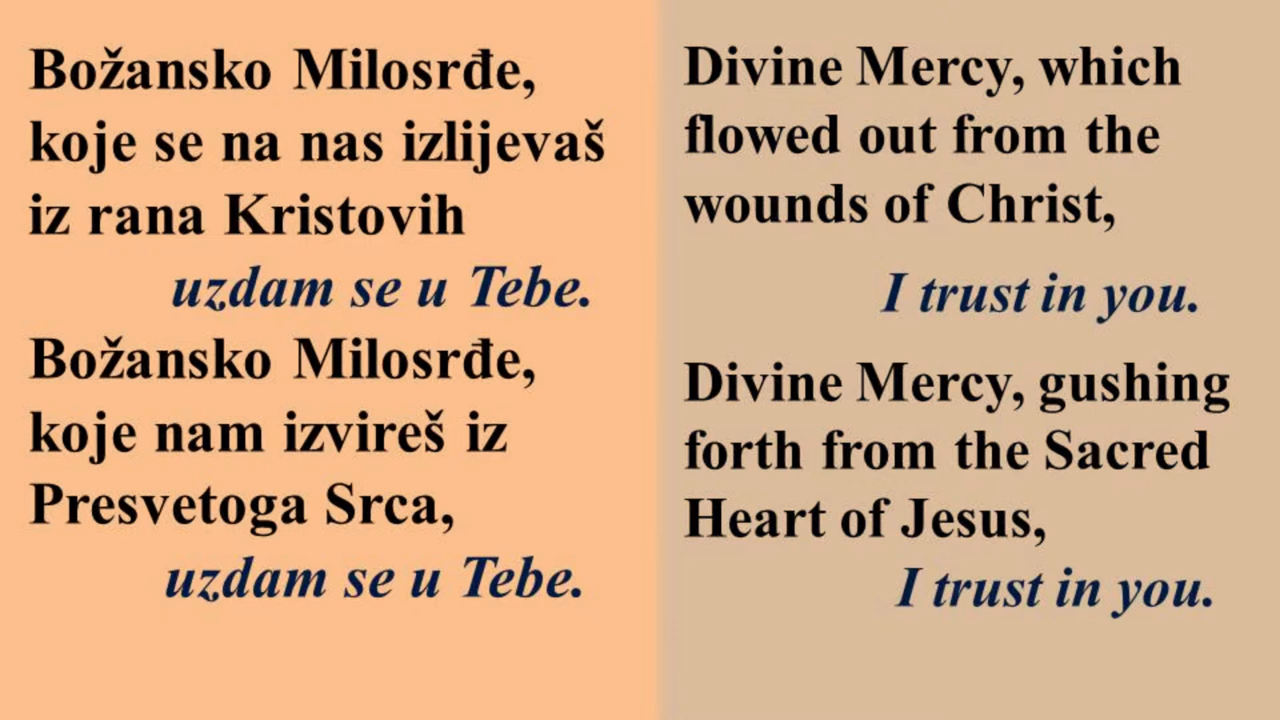 Božansko Milosrđe,
koje se na nas izlijevaš
iz rana Kristovih
uzdam se u Tebe.
Božansko Milosrđe,
koje nam izvireš iz
Presvetoga Srca,
uzdam se u Tebe.
Divine Mercy, which
flowed out from the
wounds of Christ,
I trust in you.
Divine Mercy, gushing
forth from the Sacred
Heart of Jesus,
I trust in you.